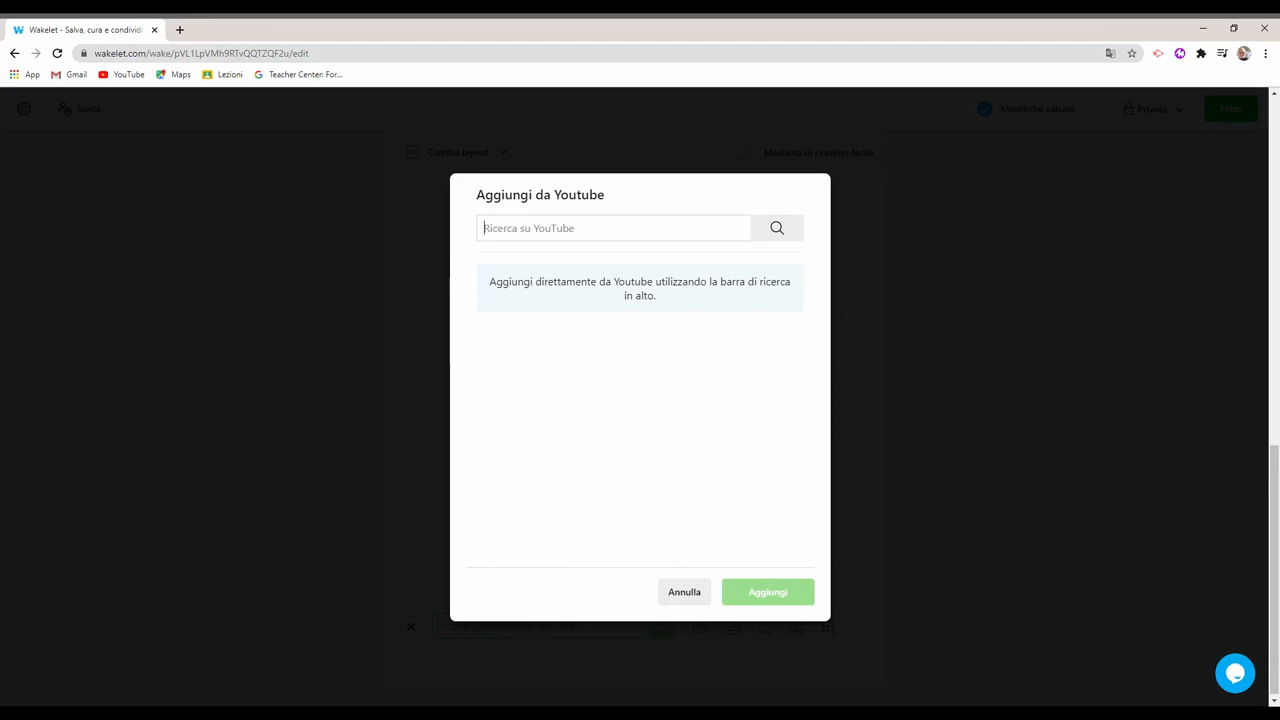 Wakelet - Salva, cura e condivid
wakelet.com/wake/pVL1LpVMh9RTvQQTZQF2u/edit
App
Gmail
YouTube
Maps
Lezioni
Teacher Center: For...
Invita
Modifiche salvate
Privato
Fatto
Cambia layout
Modalità di riordino facile
Aggiungi da Youtube
Ricerca su YouTube
Aggiungi direttamente da Youtube utilizzando la barra di ricerca
in alto.
Annulla
Aggiungi